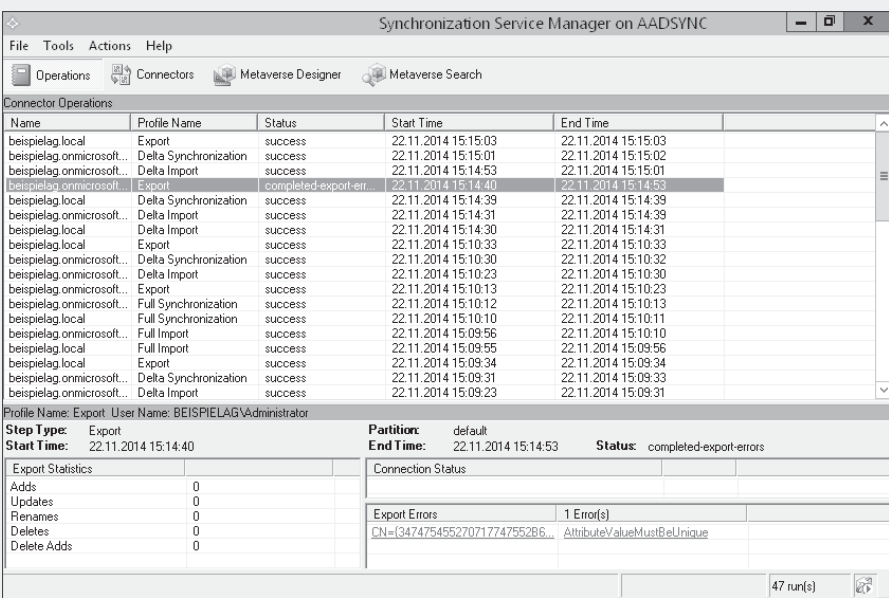 Synchronization Service Manager on AADSYNC
File Tools Actions Help
Operations Connectors Metaverse Designer Metaverse Search
Connector Operations
Name Profile Name Status Start Time End Time
beispielag.local Export success 22.11.2014 15:15:03 22.11.2014 15:15:03
beispielag.onmicrosoft... Delta Synchronization success 22.11.2014 15:15:01 22.11.2014 15:15:02
beispielag.onmicrosoft... Delta Import success 22.11.2014 15:14:53 22.11.2014 15:15:01
beispielag.onmicrosoft... Export completed-export-err... 22.11.2014 15:14:40 22.11.2014 15:14:53
beispielag.local Delta Synchronization success 22.11.2014 15:14:39 22.11.2014 15:14:39
beispielag.onmicrosoft... Delta Import success 22.11.2014 15:14:31 22.11.2014 15:14:39
beispielag.local Delta Import success 22.11.2014 15:14:30 22.11.2014 15:14:31
beispielag.local Export success 22.11.2014 15:10:33 22.11.2014 15:10:33
beispielag.onmicrosoft... Delta Synchronization success 22.11.2014 15:10:30 22.11.2014 15:10:32
beispielag.onmicrosoft... Delta Import success 22.11.2014 15:10:23 22.11.2014 15:10:30
beispielag.onmicrosoft... Export success 22.11.2014 15:10:13 22.11.2014 15:10:23
beispielag.onmicrosoft... Full Synchronization success 22.11.2014 15:10:12 22.11.2014 15:10:13
beispielag.local Full Synchronization success 22.11.2014 15:10:10 22.11.2014 15:10:11
beispielag.onmicrosoft... Full Import success 22.11.2014 15:09:56 22.11.2014 15:10:10
beispielag.local Full Import success 22.11.2014 15:09:55 22.11.2014 15:09:56
beispielag.local Export success 22.11.2014 15:09:34 22.11.2014 15:09:34
beispielag.onmicrosoft... Delta Synchronization success 22.11.2014 15:09:31 22.11.2014 15:09:33
beispielag.onmicrosoft... Delta Import success 22.11.2014 15:09:23 22.11.2014 15:09:31
Profile Name: Export User Name: BEISPIELAG\Administrator
Step Type: Export Partition: default
Start Time: 22.11.2014 15:14:40 End Time: 22.11.2014 15:14:53 Status: completed-export-errors
Export Statistics
Adds 0
Updates 0
Renames 0
Deletes 0
Delete Adds 0
Connection Status
Export Errors 1 Error(s)
CN={347475455270717747552B6... AttributeValueMustBeUnique
47 run(s)